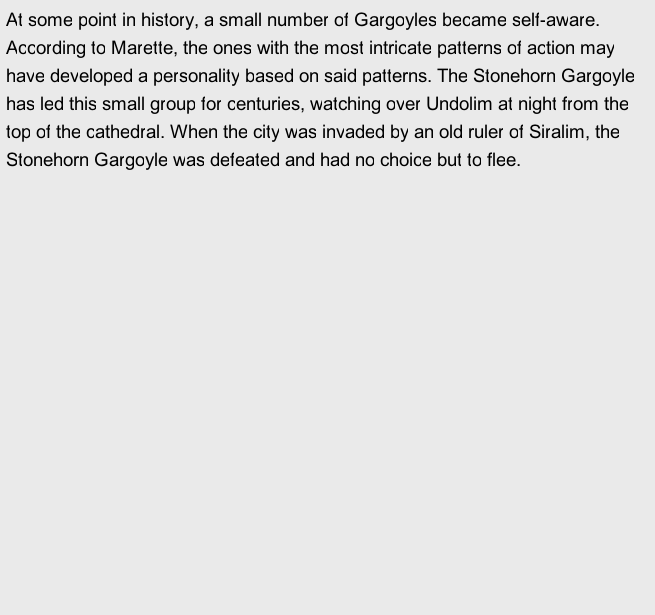 At some point in history, a small number of Gargoyles became self-aware.
According to Marette, the ones with the most intricate patterns of action may
have developed a personality based on said patterns. The Stonehorn Gargoyle
has led this small group for centuries, watching over Undolim at night from the
top of the cathedral. When the city was invaded by an old ruler of Siralim, the
Stonehorn Gargoyle was defeated and had no choice but to flee.